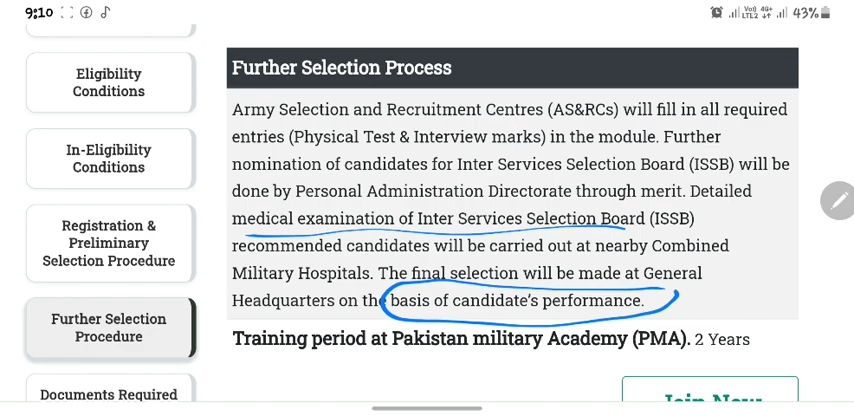 9:10
Vo)) 4G+
LTE2
43%
Eligibility
Conditions
In-Eligibility
Conditions
Registration &
Preliminary
Selection Procedure
Further Selection
Procedure
Documents Required
Further Selection Process
Army Selection and Recruitment Centres (AS&RCs) will fill in all required
entries (Physical Test & Interview marks) in the module. Further
nomination of candidates for Inter Services Selection Board (ISSB) will be
done by Personal Administration Directorate through merit. Detailed
medical examination of Inter Services Selection Board (ISSB)
recommended candidates will be carried out at nearby Combined
Military Hospitals. The final selection will be made at General
Headquarters on the basis of candidate's performance.
Training period at Pakistan military Academy (PMA). 2 Years
Join Now